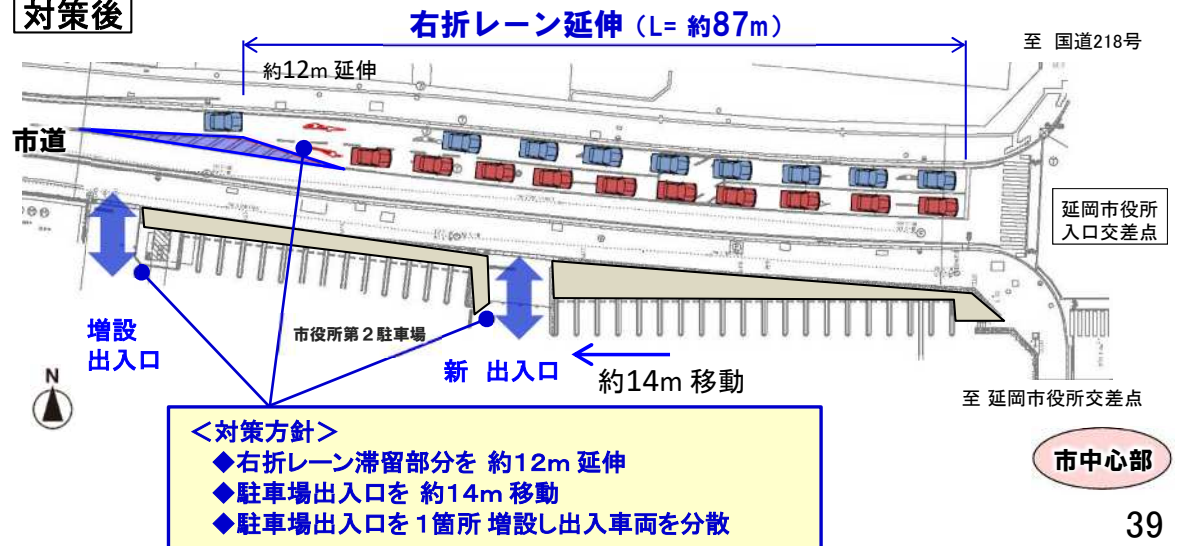 対策後
右折レーン延伸（L= 約87m）
至 国道218号
約12m 延伸
市道
延岡市役所
入口交差点
増設
出入口
市役所第２駐車場
新 出入口
約14m 移動
至 延岡市役所交差点
N
＜対策方針＞
◆右折レーン滞留部分を 約12m 延伸
◆駐車場出入口を 約14m 移動
◆駐車場出入口を 1箇所 増設し出入車両を分散
市中心部
39